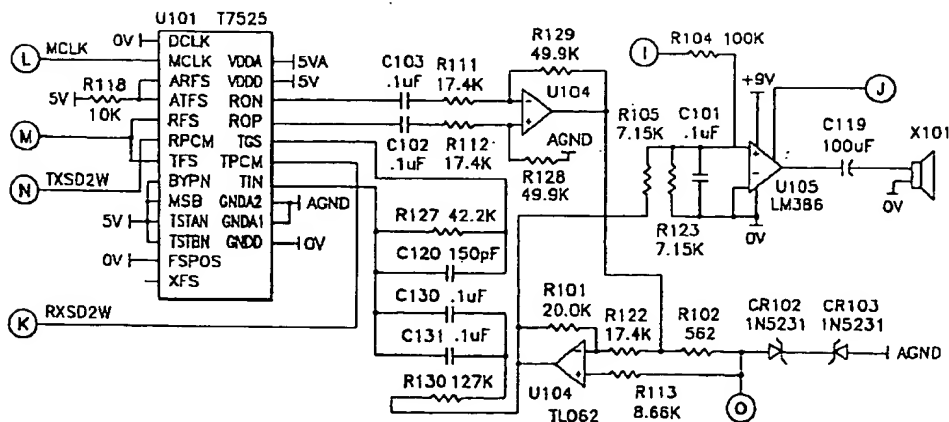 U101 T7525
L MCLK
0V DCLK
MCLK VDDA 5VA
ARFS VDDD 5V
R118
5V 10K
ATFS RON
RFS ROP
M
RPCM TGS
TFS TPCM
N TXSD2W
BYPN TIN
MSB GNDA2 AGND
5V TSTAN GNDA1
TSTBN GNDD 0V
0V FSPOS
XFS
K RXSD2W
C103
.1uF
R111
17.4K
R129
49.9K
U104
C102
.1uF
R112
17.4K
AGND
R128
49.9K
R127 42.2K
C120 150pF
C130 .1uF
C131 .1uF
R130 127K
I
R104 100K
+9V
J
R105
7.15K
C101
.1uF
C119
100uF
X101
0V
U105
LM386
R123
7.15K
0V
R101
20.0K
R122
17.4K
R102
562
CR102
1N5231
CR103
1N5231
AGND
U104
TL062
R113
8.66K
O